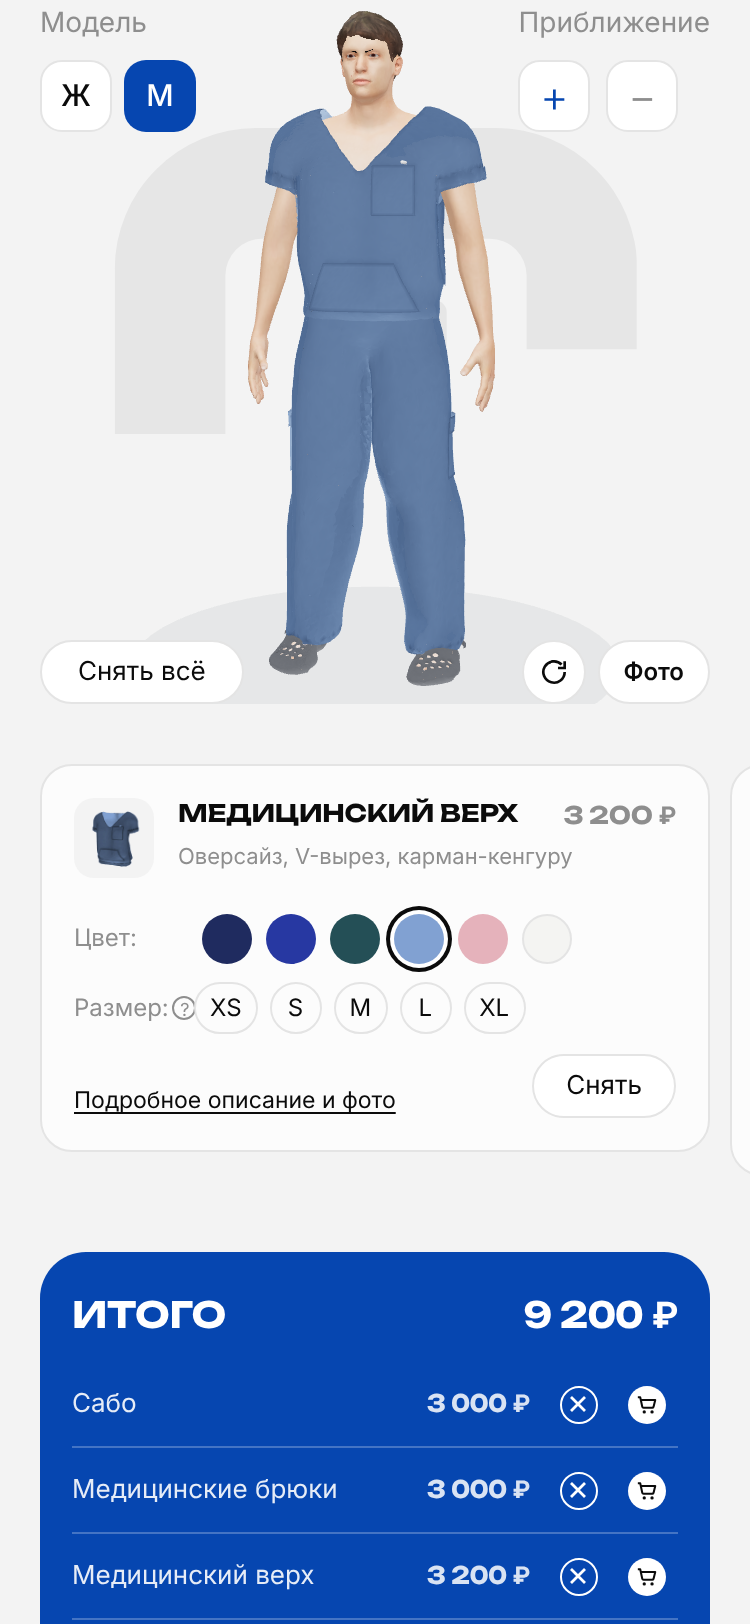 Модель
Приближение
Ж
М
+
−
Снять всё
Фото
МЕДИЦИНСКИЙ ВЕРХ
3 200 ₽
Оверсайз, V-вырез, карман-кенгуру
Цвет:
Размер: ? XS S M L XL
Снять
Подробное описание и фото
ИТОГО 9 200 ₽
Сабо 3 000 ₽
Медицинские брюки 3 000 ₽
Медицинский верх 3 200 ₽